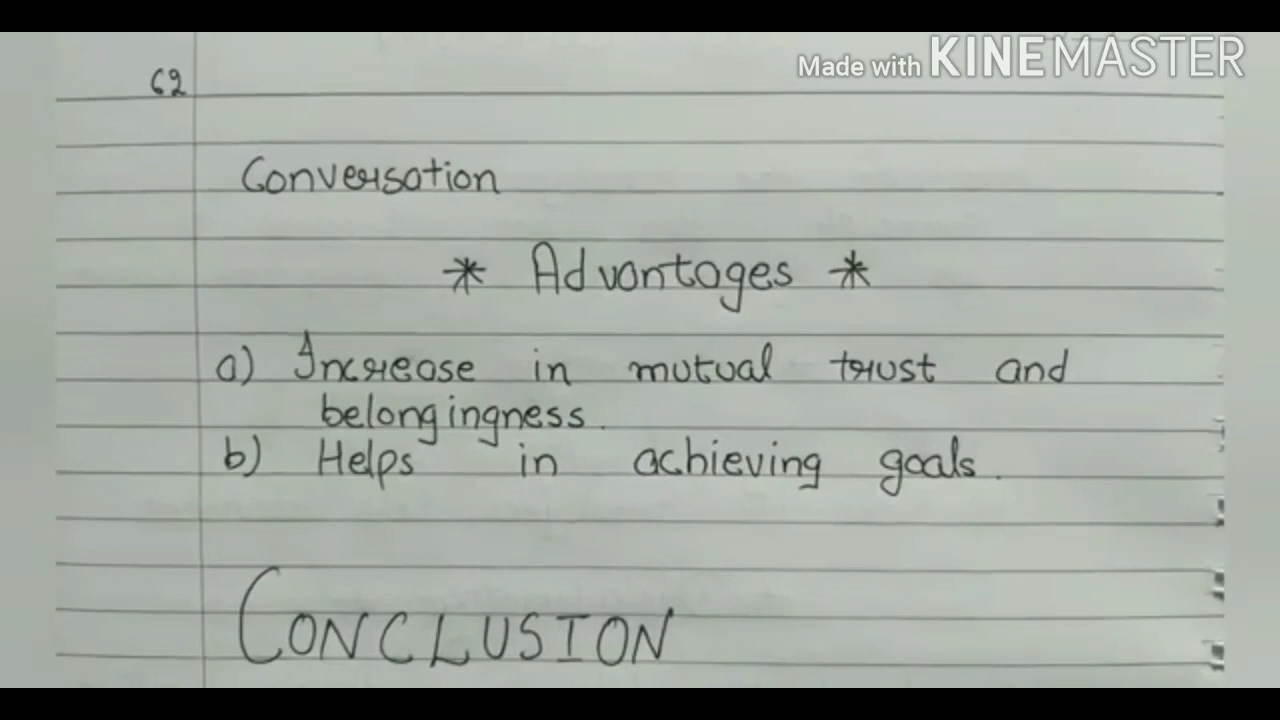 Made with KINEMASTER
62
Conversation
* Advantages *
a) Increase in mutual trust and
belongingness.
b) Helps in achieving goals.
CONCLUSION